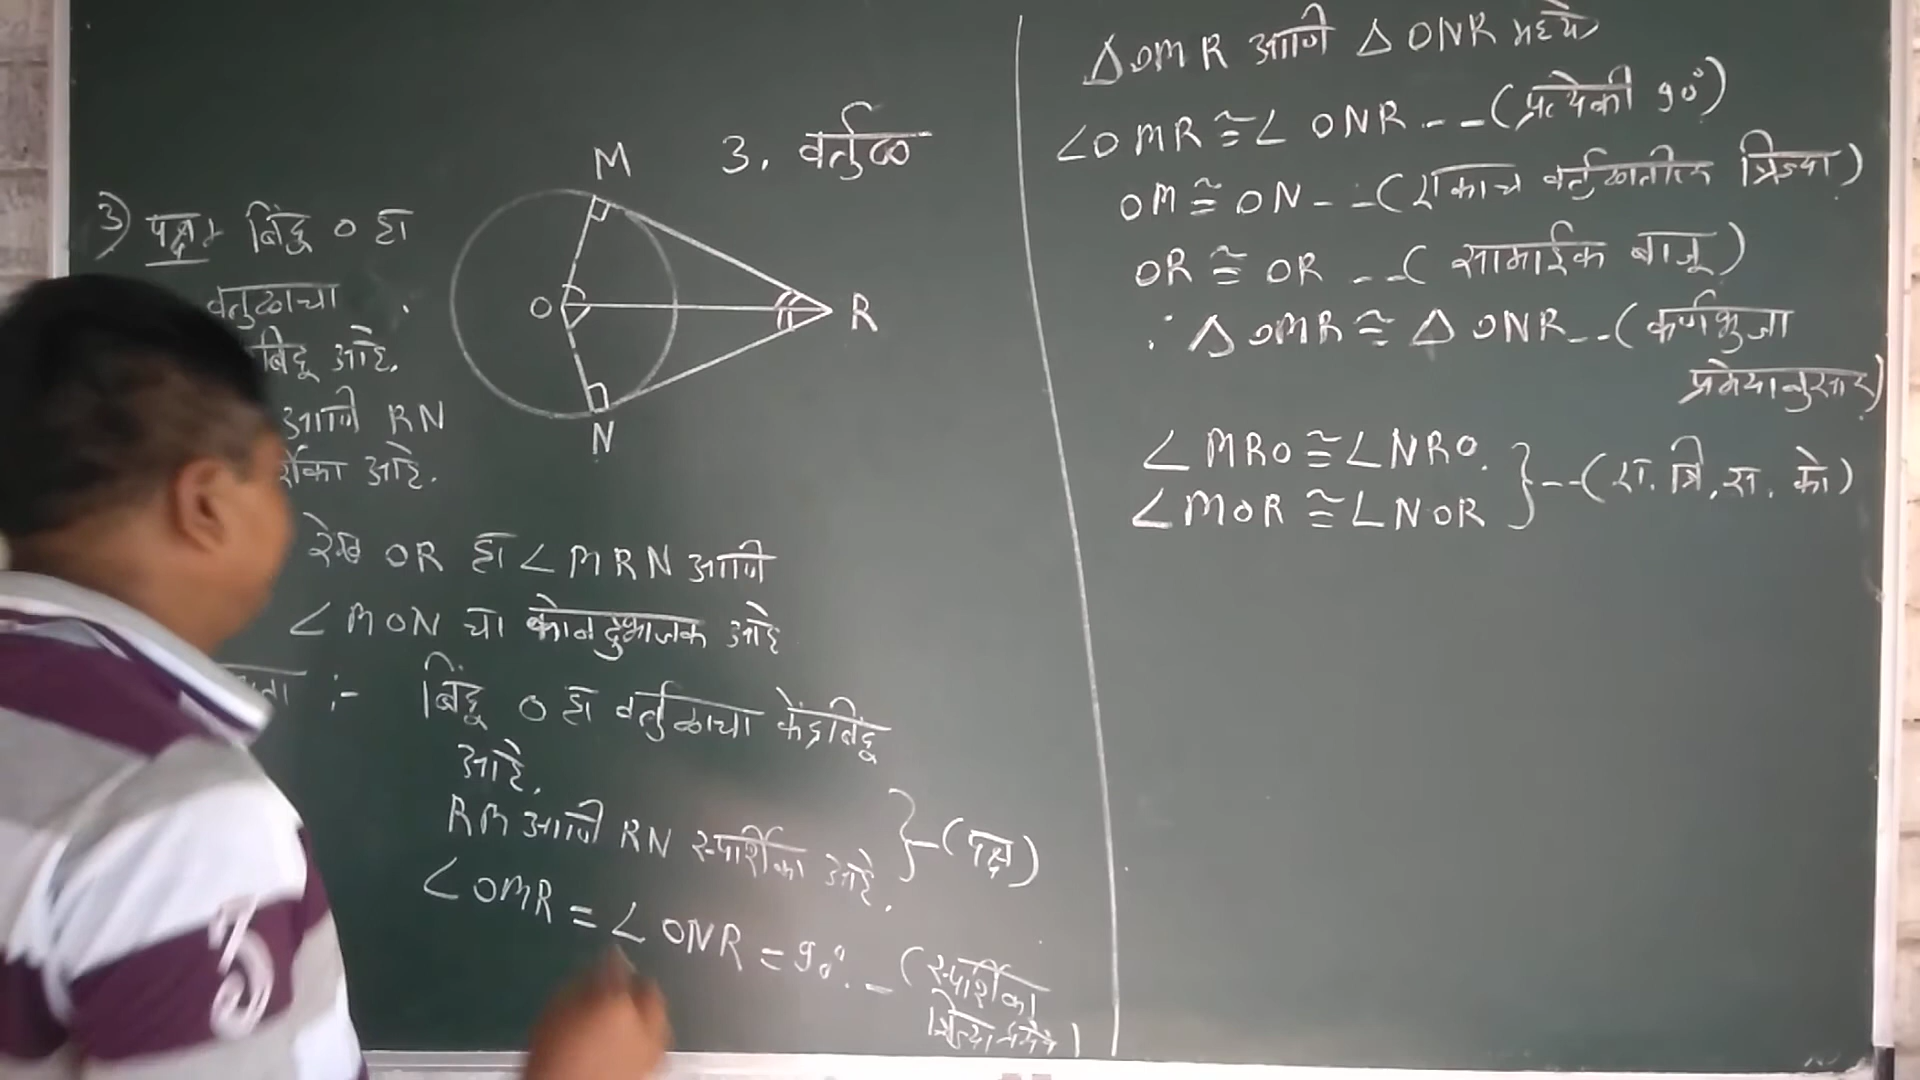 3. वर्तुळ
M
O
R
N
3) पक्ष: बिंदू O हा
वर्तुळाचा
बिंदू आहे.
आणि RN
र्शिका आहे.
रेख OR हा ∠MRN आणि
∠MON चा कोनदुभाजक आहे
:- बिंदू O हा वर्तुळाचा केंद्रबिंदू
आहे.
RM आणि RN स्पर्शिका आहे. } - (पक्ष)
∠OMR = ∠ONR = 90°. - (स्पर्शिका
त्रिज्या प्रमेय)
△OMR आणि △ONR मध्ये
∠OMR ≅ ∠ONR - - (प्रत्येकी 90°)
OM ≅ ON - - (एकाच वर्तुळातील त्रिज्या)
OR ≅ OR - - (सामाईक बाजू)
∴ △OMR ≅ △ONR - - (कर्णभुजा
प्रमेयानुसार)
∠MRO ≅ ∠NRO.
∠MOR ≅ ∠NOR } - - (ए. त्रि. स. को)